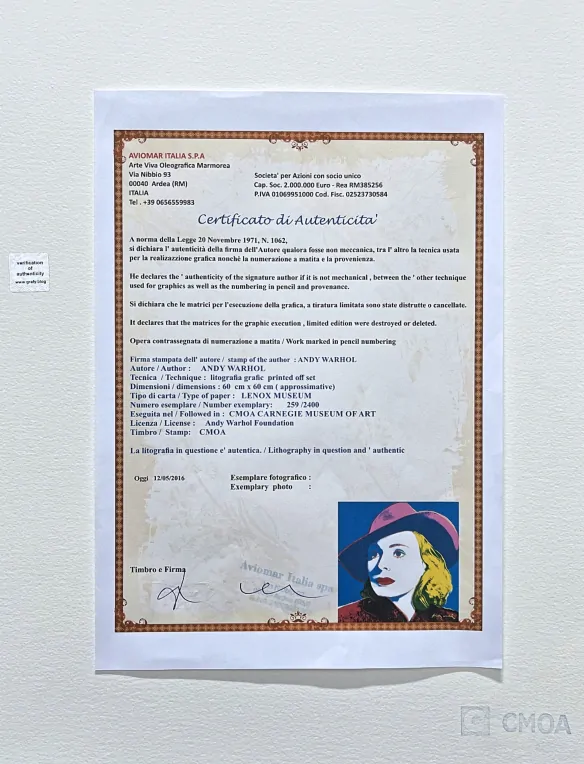 AVIOMAR ITALIA S.P.A
Arte Viva Oleografica Marmorea
Via Nibbio 93
00040 Ardea (RM)
ITALIA
Tel . +39 0656559983
Societa' per Azioni con socio unico
Cap. Soc. 2.000.000 Euro - Rea RM385256
P.IVA 01069951000 Cod. Fisc. 02523730584
Certificato di Autenticita'
A norma della Legge 20 Novembre 1971, N. 1062,
si dichiara l' autenticità della firma dell'Autore qualora fosse non meccanica, tra l' altro la tecnica usata
per la realizazzione grafica nonchè la numerazione a matita e la provenienza.
He declares the ' authenticity of the signature author if it is not mechanical , between the ' other technique
used for graphics as well as the numbering in pencil and provenance.
Si dichiara che le matrici per l'esecuzione della grafica, a tiratura limitata sono state distrutte o cancellate.
It declares that the matrices for the graphic execution , limited edition were destroyed or deleted.
Opera contrassegnata di numerazione a matita / Work marked in pencil numbering
Firma stampata dell' autore / stamp of the author : ANDY WARHOL
Autore / Author : ANDY WARHOL
Tecnica / Technique : litografia grafic printed off set
Dimensioni / dimensions : 60 cm x 60 cm ( approssimative)
Tipo di carta / Type of paper : LENOX MUSEUM
Numero esemplare / Number exemplary: 259 /2400
Eseguita nel / Followed in : CMOA CARNEGIE MUSEUM OF ART
Licenza / License : Andy Warhol Foundation
Timbro / Stamp: CMOA
La litografia in questione e' autentica. / Lithography in question and ' authentic
Oggi 12/05/2016
Esemplare fotografico :
Exemplary photo :
Timbro e Firma
Aviomar Italia spa
verification
of
authenticity
www.grafy.blog
C CMOA